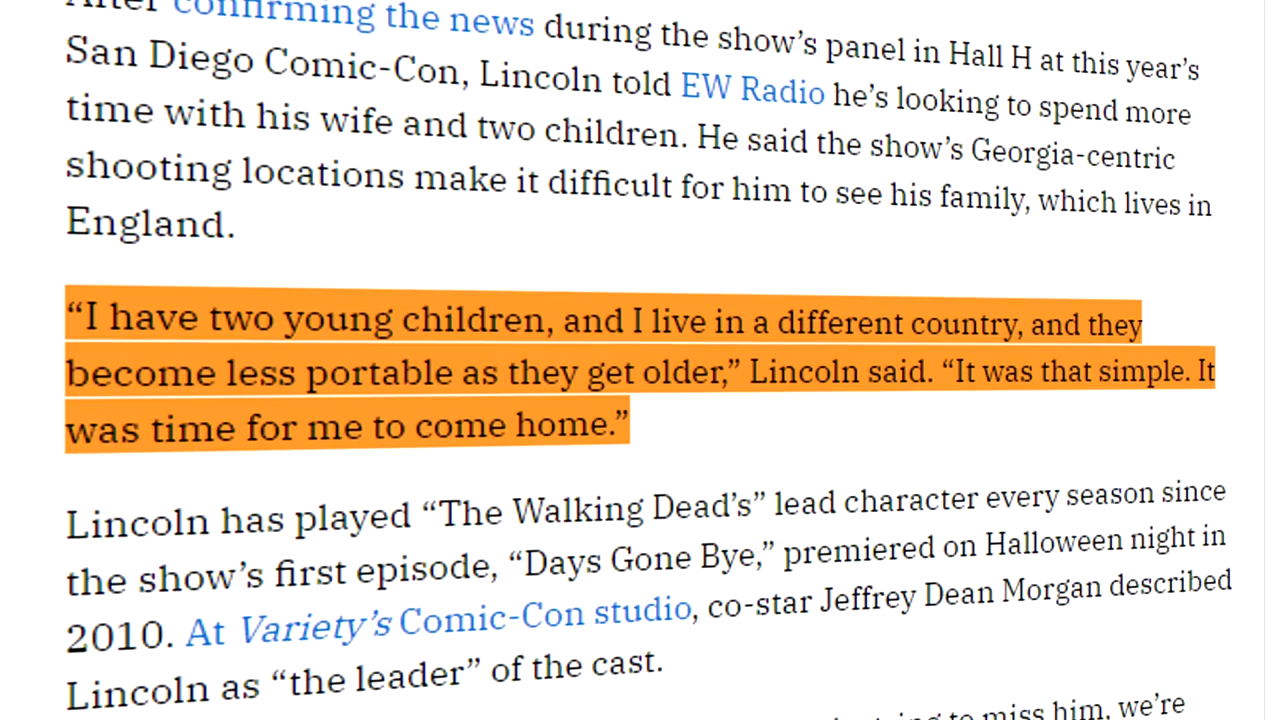 After confirming the news during the show’s panel in Hall H at this year’s
San Diego Comic-Con, Lincoln told EW Radio he’s looking to spend more
time with his wife and two children. He said the show’s Georgia-centric
shooting locations make it difficult for him to see his family, which lives in
England.
“I have two young children, and I live in a different country, and they
become less portable as they get older,” Lincoln said. “It was that simple. It
was time for me to come home.”
Lincoln has played “The Walking Dead’s” lead character every season since
the show’s first episode, “Days Gone Bye,” premiered on Halloween night in
2010. At Variety’s Comic-Con studio, co-star Jeffrey Dean Morgan described
Lincoln as “the leader” of the cast.
to miss him, we’re